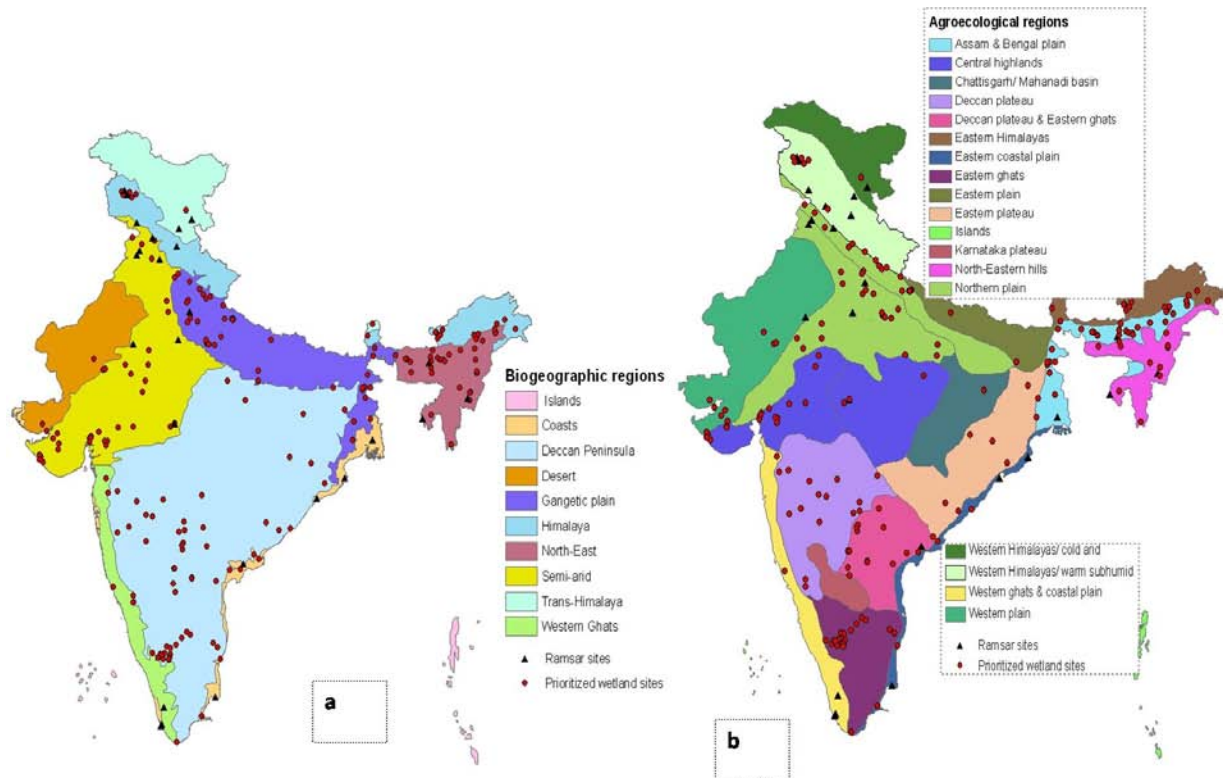 Agroecological regions
Assam & Bengal plain
Central highlands
Chattisgarh/ Mahanadi basin
Deccan plateau
Deccan plateau & Eastern ghats
Eastern Himalayas
Eastern coastal plain
Eastern ghats
Eastern plain
Eastern plateau
Islands
Karnataka plateau
North-Eastern hills
Northern plain
Biogeographic regions
Islands
Coasts
Deccan Peninsula
Desert
Gangetic plain
Himalaya
North-East
Semi-arid
Trans-Himalaya
Western Ghats
Ramsar sites
Prioritized wetland sites
Western Himalayas/ cold arid
Western Himalayas/ warm subhumid
Western ghats & coastal plain
Western plain
Ramsar sites
Prioritized wetland sites
a
b